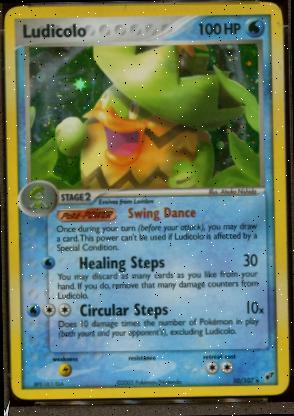 Ludicolo
100 HP
STAGE 2
Evolves from Lombre
Poké-POWER Swing Dance
Once during your turn (before your attack), you may draw
a card. This power can't be used if Ludicolo is affected by a
Special Condition.
Healing Steps 30
You may discard as many cards as you like from your
hand. If you do, remove that many damage counters from
Ludicolo.
Circular Steps 10x
Does 10 damage times the number of Pokémon in play
(both yours and your opponent's), excluding Ludicolo.
weakness resistance retreat cost
10/107